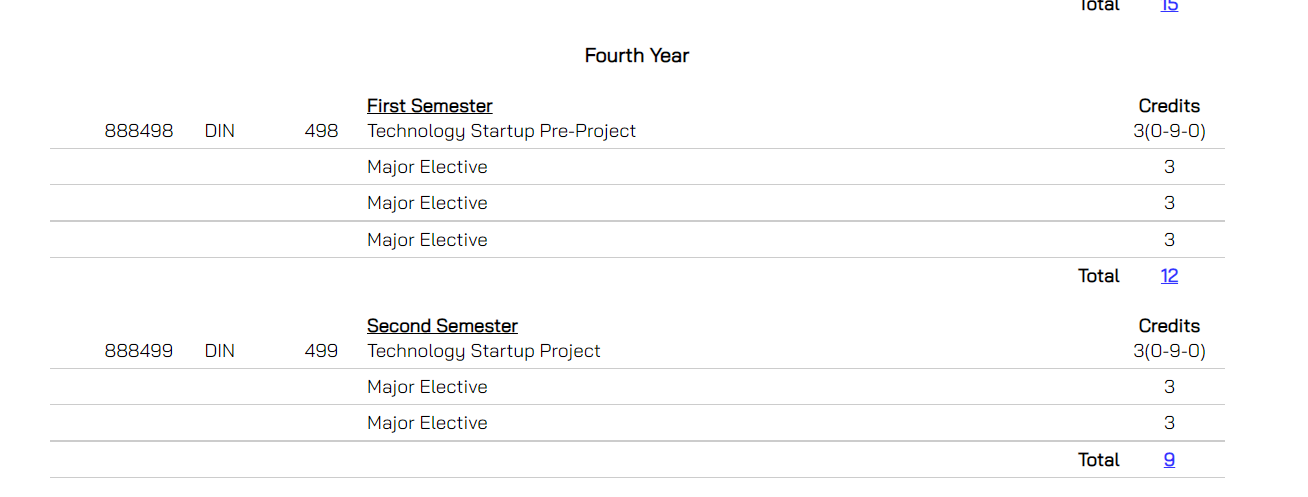 Total 15
Fourth Year
First Semester Credits
888498 DIN 498 Technology Startup Pre-Project 3(0-9-0)
Major Elective 3
Major Elective 3
Major Elective 3
Total 12
Second Semester Credits
888499 DIN 499 Technology Startup Project 3(0-9-0)
Major Elective 3
Major Elective 3
Total 9